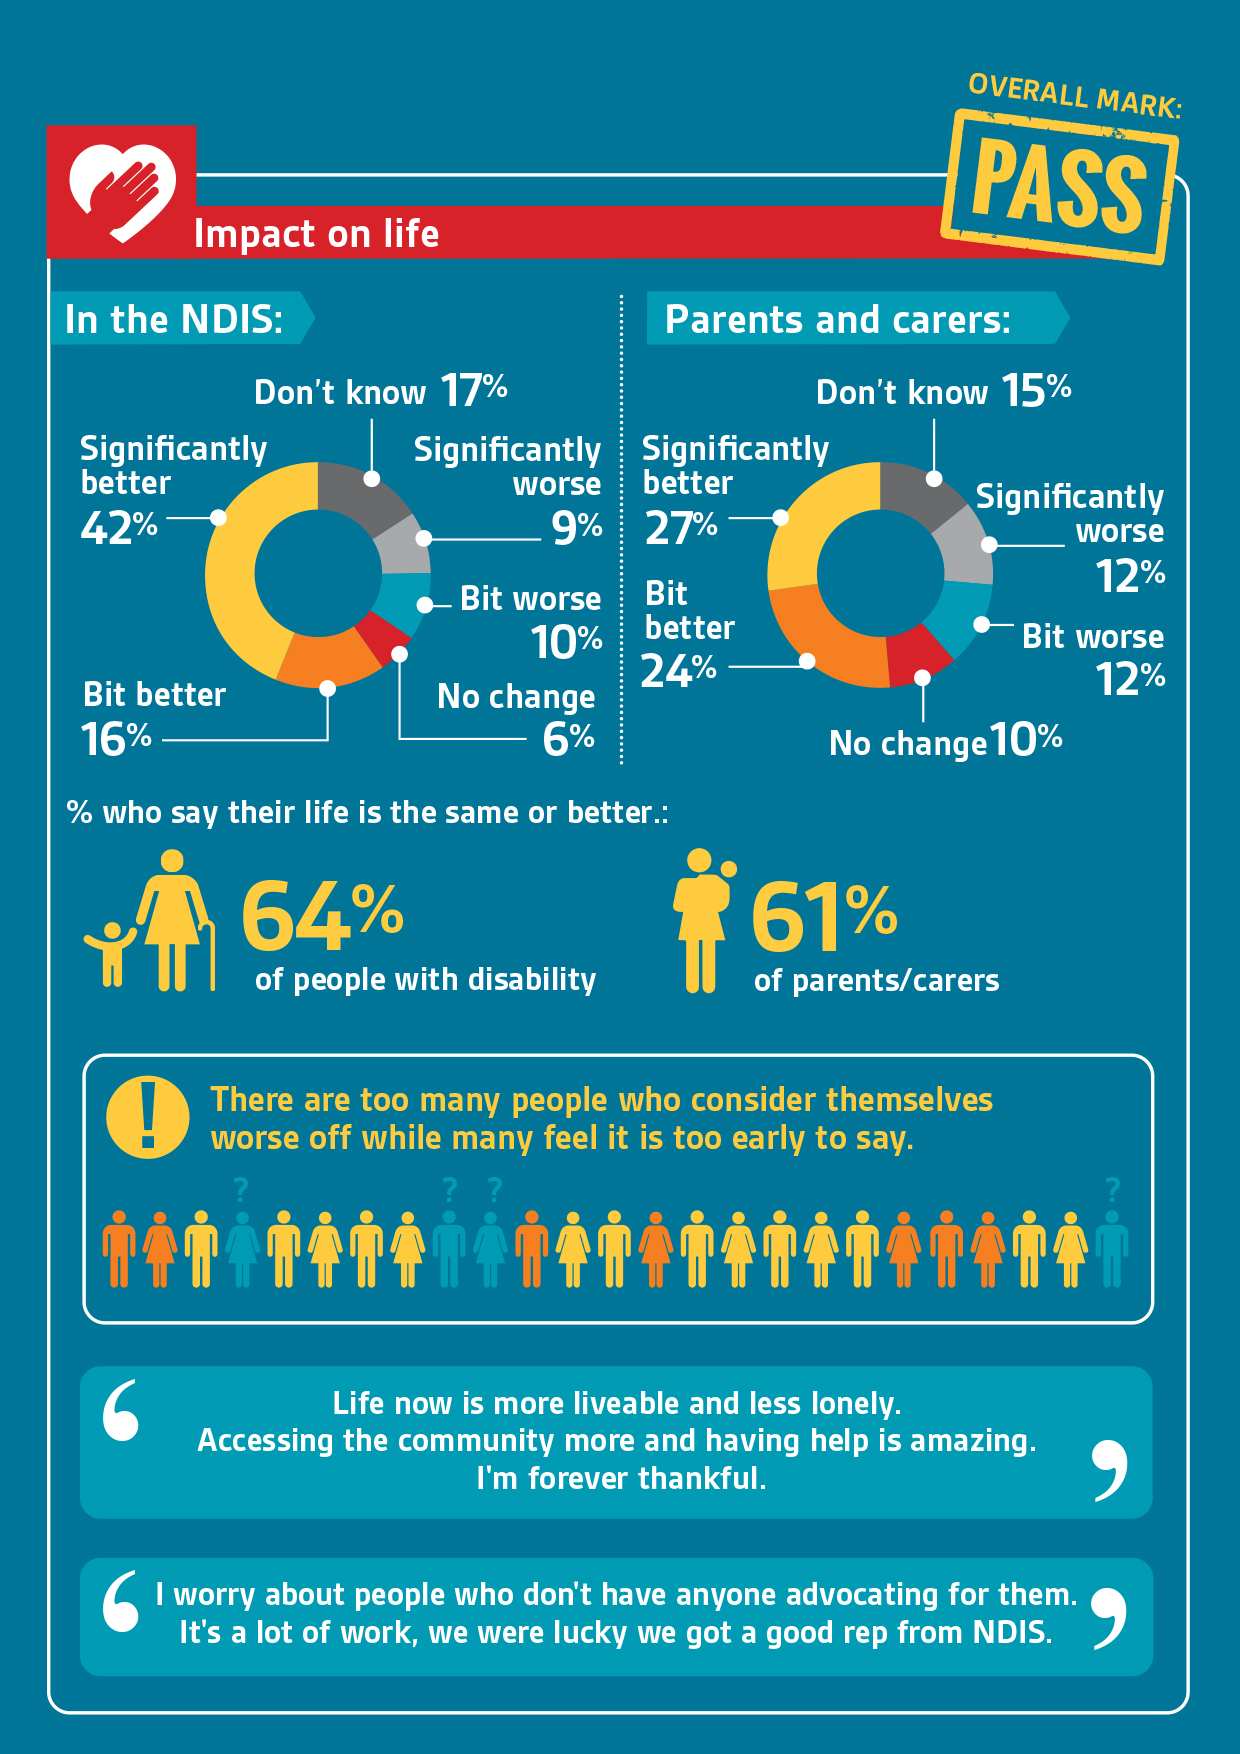 OVERALL MARK:
PASS
Impact on life
In the NDIS:
Don't know 17%
Significantly
better
42%
Significantly
worse
9%
Bit worse
10%
Bit better
16%
No change
6%
Parents and carers:
Don't know 15%
Significantly
better
27%
Significantly
worse
12%
Bit
better
24%
Bit worse
12%
No change 10%
% who say their life is the same or better.:
64%
of people with disability
61%
of parents/carers
!
There are too many people who consider themselves
worse off while many feel it is too early to say.
? ? ? ?
‘ Life now is more liveable and less lonely.
Accessing the community more and having help is amazing.
I'm forever thankful. ’
‘ I worry about people who don't have anyone advocating for them.
It's a lot of work, we were lucky we got a good rep from NDIS. ’